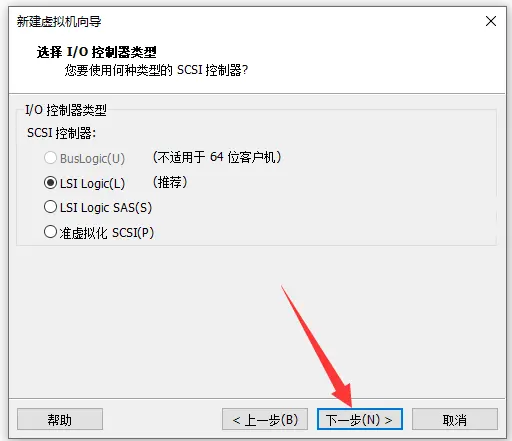 新建虚拟机向导
选择 I/O 控制器类型
您要使用何种类型的 SCSI 控制器?
I/O 控制器类型
SCSI 控制器:
BusLogic(U) (不适用于 64 位客户机)
LSI Logic(L) (推荐)
LSI Logic SAS(S)
准虚拟化 SCSI(P)
帮助 < 上一步(B) 下一步(N) > 取消